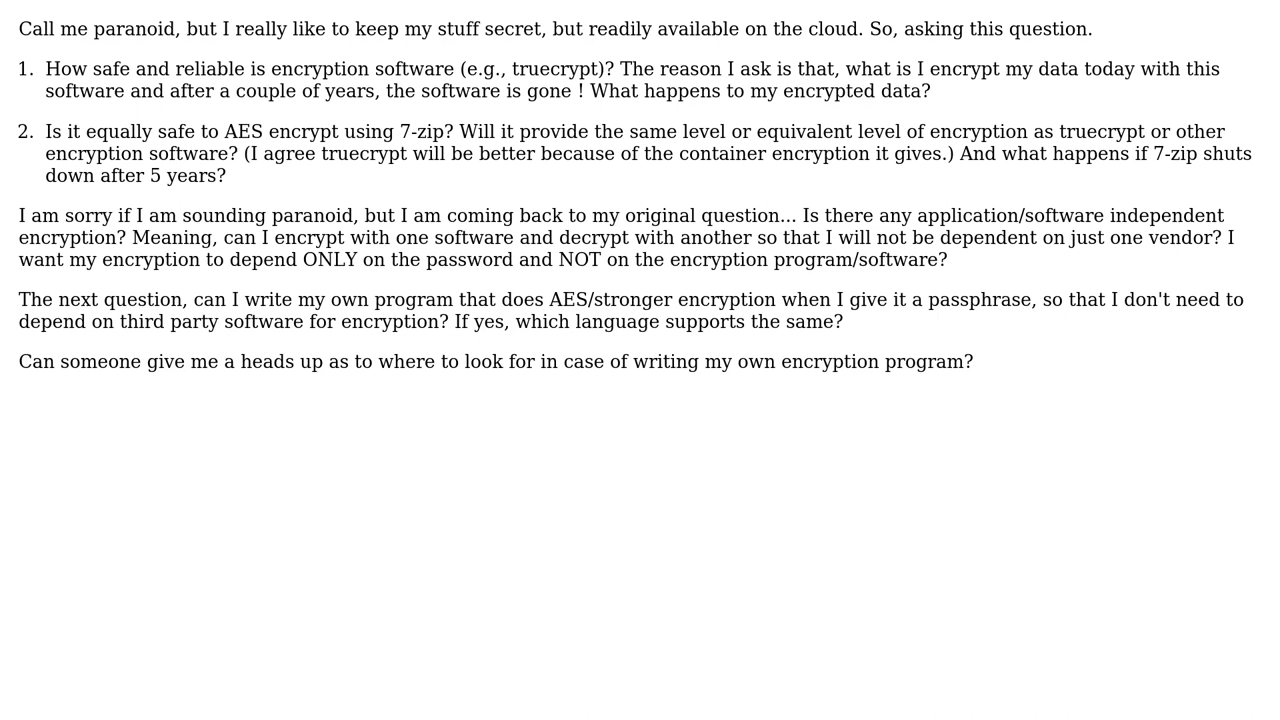 Call me paranoid, but I really like to keep my stuff secret, but readily available on the cloud. So, asking this question.
1. How safe and reliable is encryption software (e.g., truecrypt)? The reason I ask is that, what is I encrypt my data today with this
software and after a couple of years, the software is gone ! What happens to my encrypted data?
2. Is it equally safe to AES encrypt using 7-zip? Will it provide the same level or equivalent level of encryption as truecrypt or other
encryption software? (I agree truecrypt will be better because of the container encryption it gives.) And what happens if 7-zip shuts
down after 5 years?
I am sorry if I am sounding paranoid, but I am coming back to my original question... Is there any application/software independent
encryption? Meaning, can I encrypt with one software and decrypt with another so that I will not be dependent on just one vendor? I
want my encryption to depend ONLY on the password and NOT on the encryption program/software?
The next question, can I write my own program that does AES/stronger encryption when I give it a passphrase, so that I don't need to
depend on third party software for encryption? If yes, which language supports the same?
Can someone give me a heads up as to where to look for in case of writing my own encryption program?